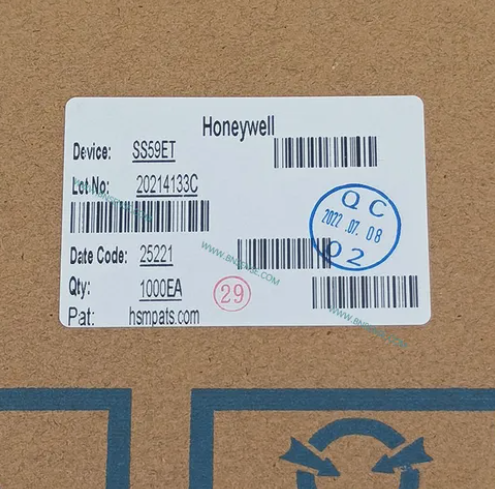 Honeywell
Device: SS59ET
Lot No: 20214133C
QC
2022.07.08
02
Date Code: 25221
Qty: 1000EA
29
Pat: hsmpats.com